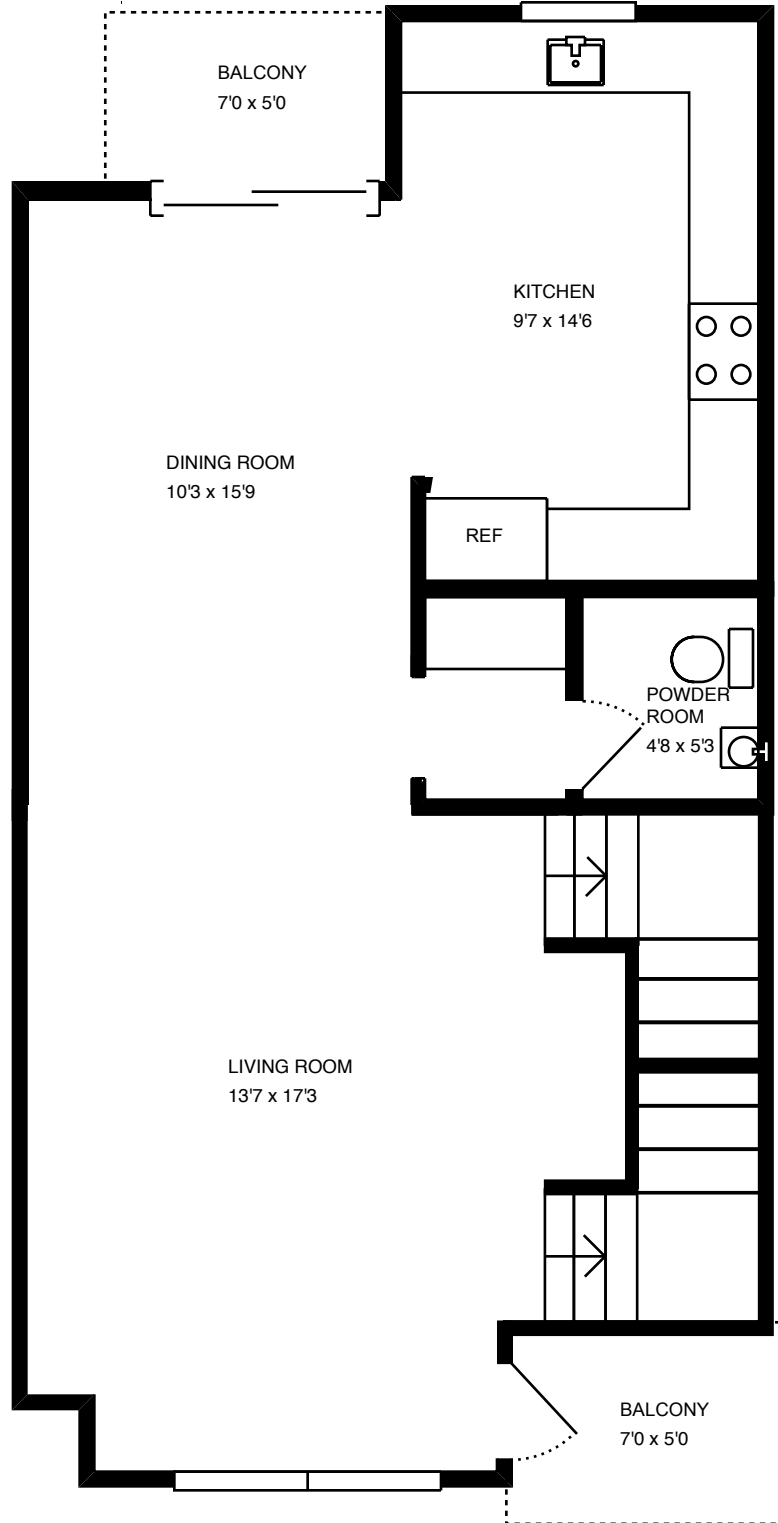 BALCONY
7'0 x 5'0
KITCHEN
9'7 x 14'6
DINING ROOM
10'3 x 15'9
REF
POWDER
ROOM
4'8 x 5'3
LIVING ROOM
13'7 x 17'3
BALCONY
7'0 x 5'0